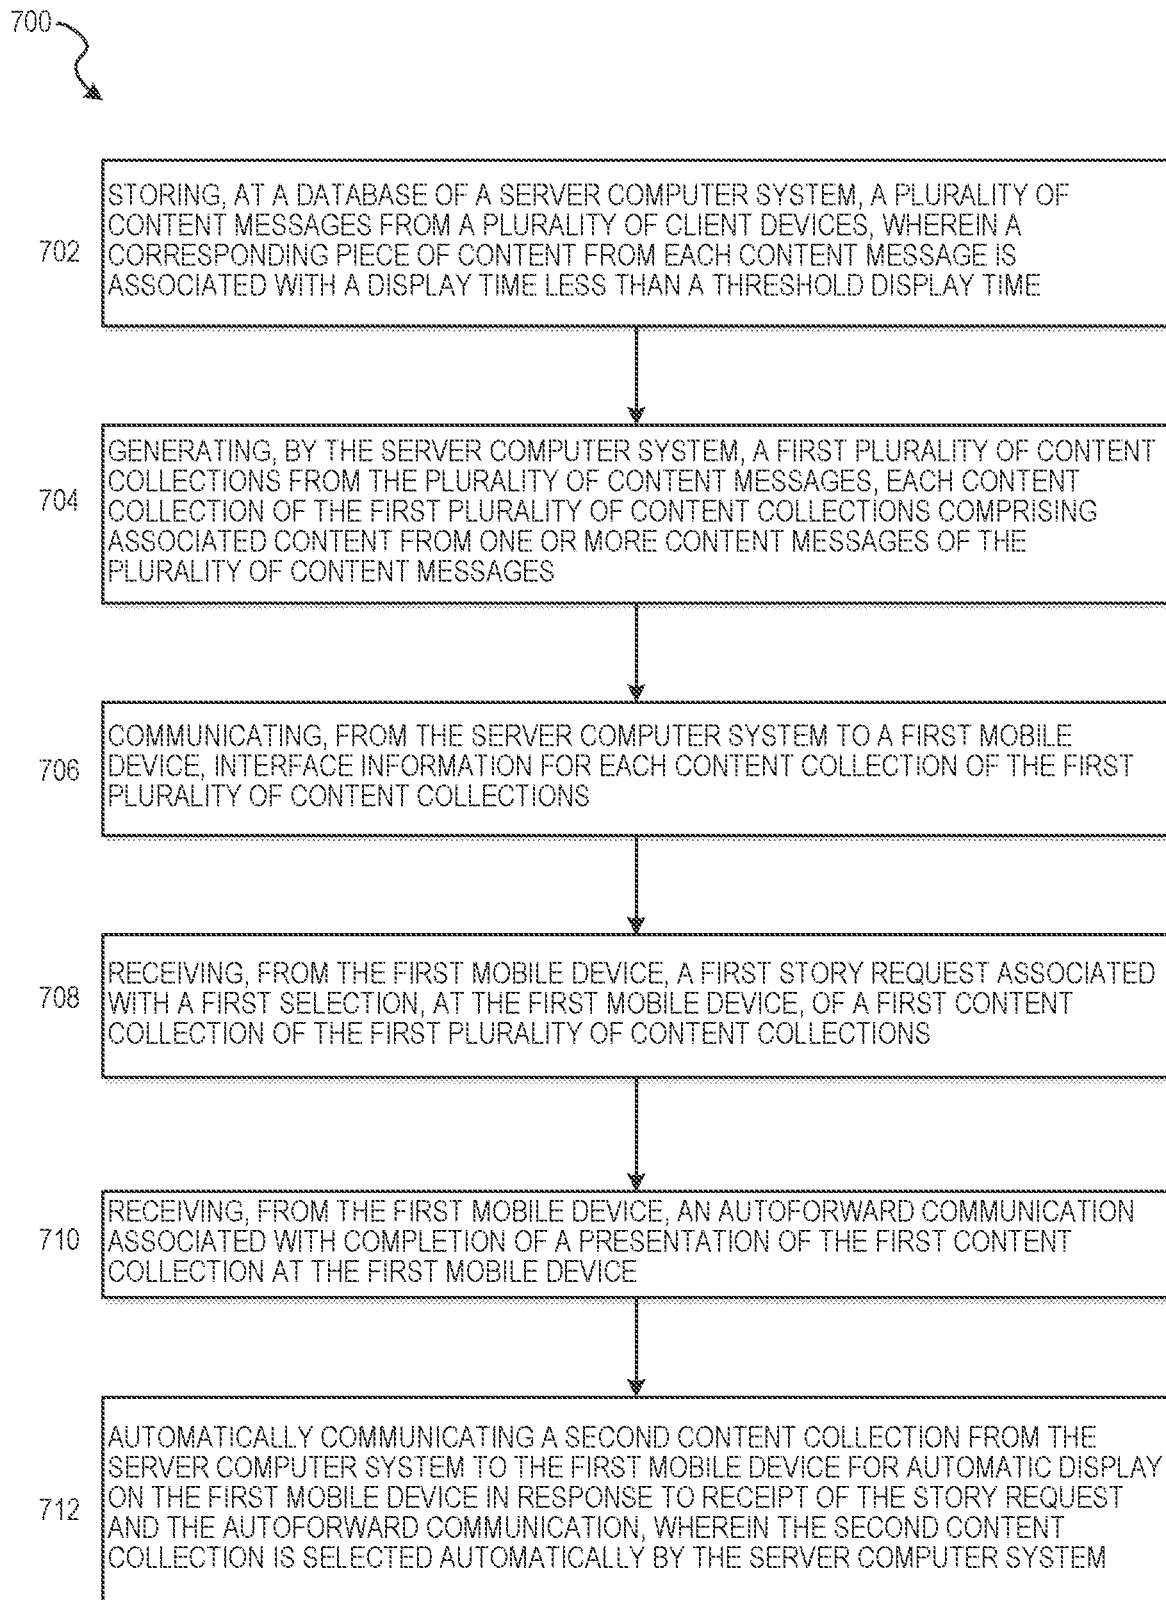 700
702
STORING, AT A DATABASE OF A SERVER COMPUTER SYSTEM, A PLURALITY OF
CONTENT MESSAGES FROM A PLURALITY OF CLIENT DEVICES, WHEREIN A
CORRESPONDING PIECE OF CONTENT FROM EACH CONTENT MESSAGE IS
ASSOCIATED WITH A DISPLAY TIME LESS THAN A THRESHOLD DISPLAY TIME
704
GENERATING, BY THE SERVER COMPUTER SYSTEM, A FIRST PLURALITY OF CONTENT
COLLECTIONS FROM THE PLURALITY OF CONTENT MESSAGES, EACH CONTENT
COLLECTION OF THE FIRST PLURALITY OF CONTENT COLLECTIONS COMPRISING
ASSOCIATED CONTENT FROM ONE OR MORE CONTENT MESSAGES OF THE
PLURALITY OF CONTENT MESSAGES
706
COMMUNICATING, FROM THE SERVER COMPUTER SYSTEM TO A FIRST MOBILE
DEVICE, INTERFACE INFORMATION FOR EACH CONTENT COLLECTION OF THE FIRST
PLURALITY OF CONTENT COLLECTIONS
708
RECEIVING, FROM THE FIRST MOBILE DEVICE, A FIRST STORY REQUEST ASSOCIATED
WITH A FIRST SELECTION, AT THE FIRST MOBILE DEVICE, OF A FIRST CONTENT
COLLECTION OF THE FIRST PLURALITY OF CONTENT COLLECTIONS
710
RECEIVING, FROM THE FIRST MOBILE DEVICE, AN AUTOFORWARD COMMUNICATION
ASSOCIATED WITH COMPLETION OF A PRESENTATION OF THE FIRST CONTENT
COLLECTION AT THE FIRST MOBILE DEVICE
712
AUTOMATICALLY COMMUNICATING A SECOND CONTENT COLLECTION FROM THE
SERVER COMPUTER SYSTEM TO THE FIRST MOBILE DEVICE FOR AUTOMATIC DISPLAY
ON THE FIRST MOBILE DEVICE IN RESPONSE TO RECEIPT OF THE STORY REQUEST
AND THE AUTOFORWARD COMMUNICATION, WHEREIN THE SECOND CONTENT
COLLECTION IS SELECTED AUTOMATICALLY BY THE SERVER COMPUTER SYSTEM